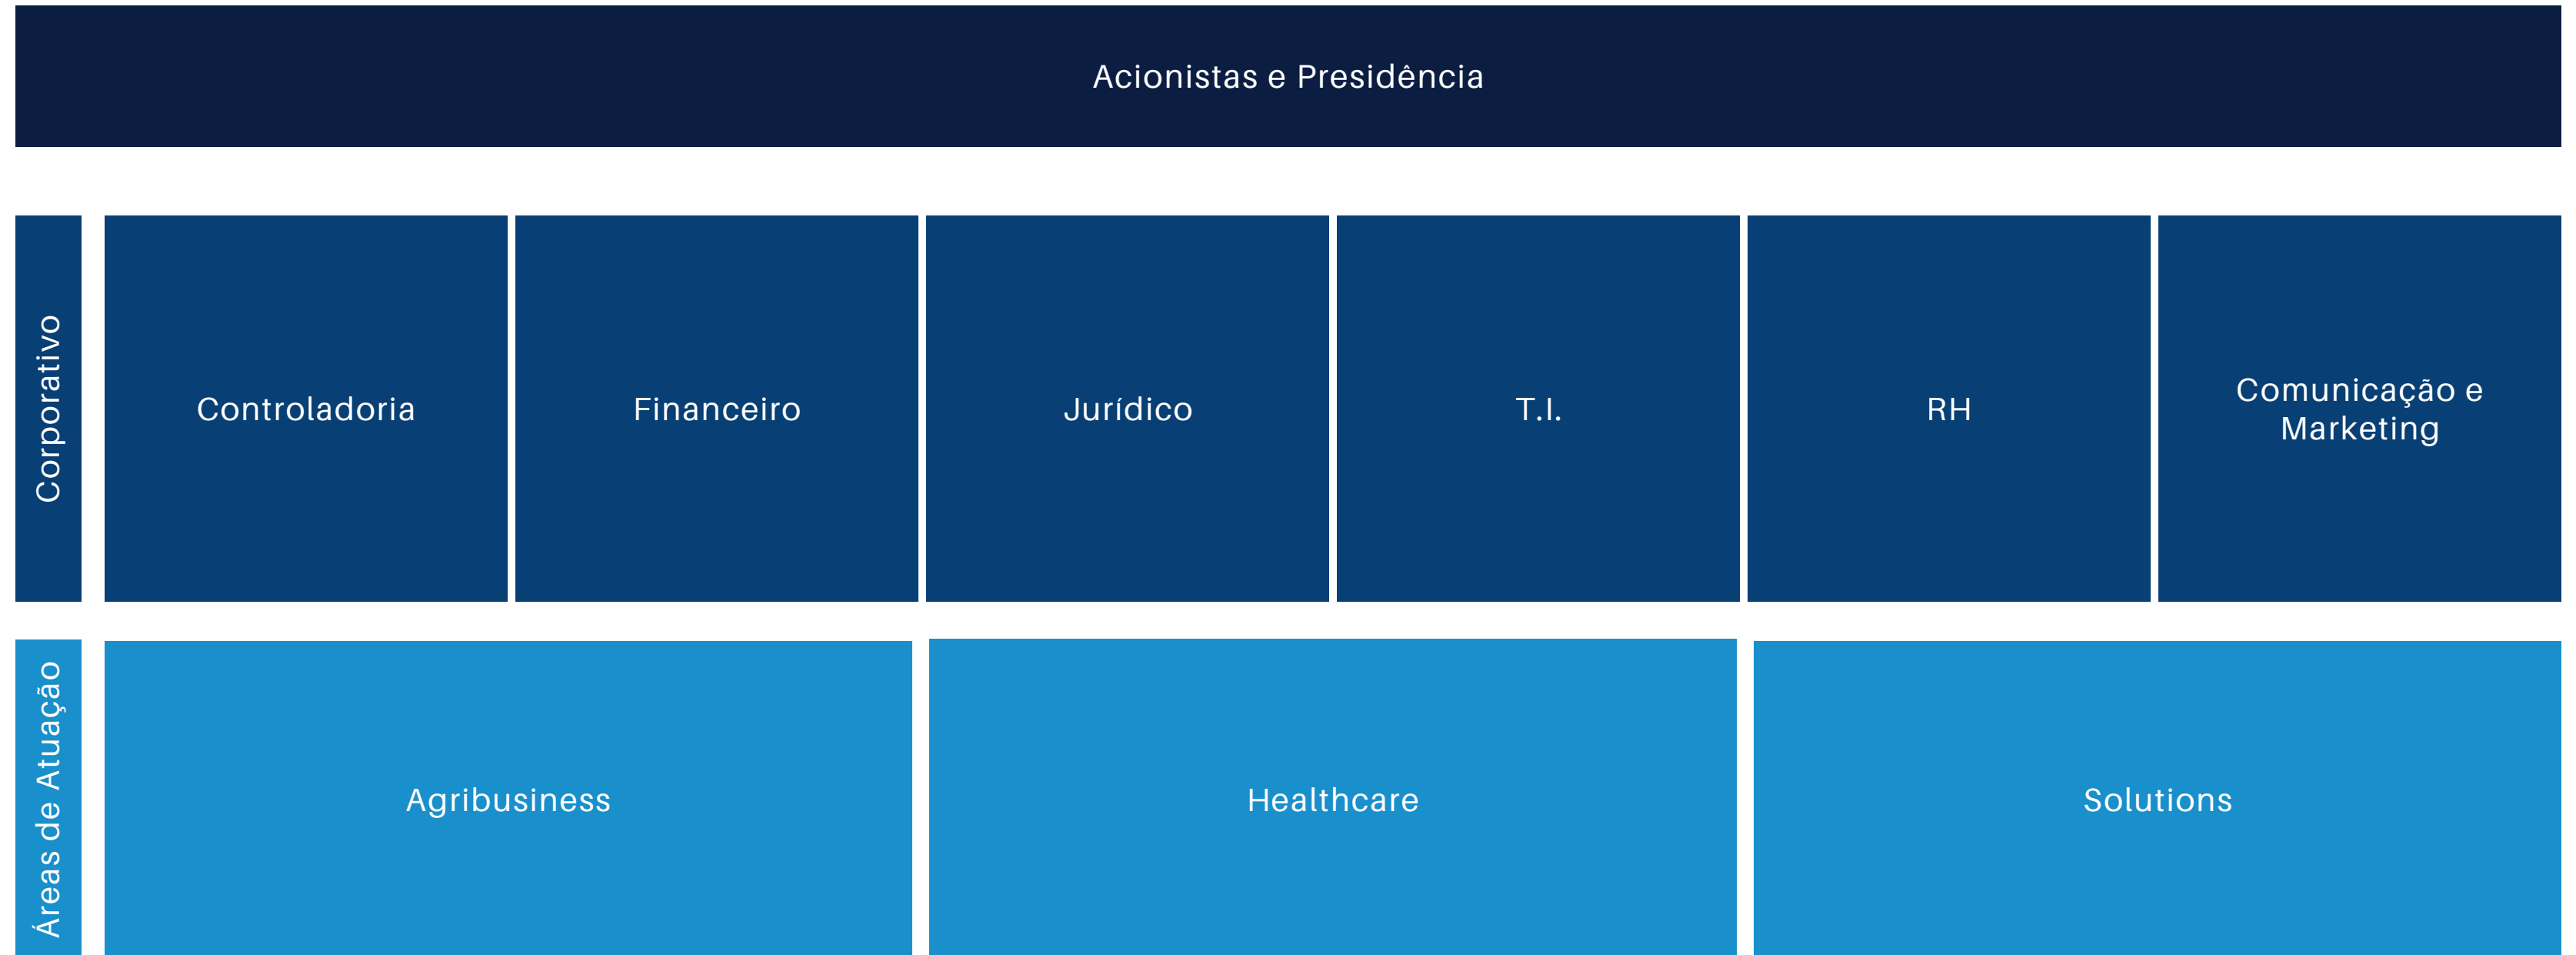 Acionistas e Presidência
Corporativo
Controladoria
Financeiro
Jurídico
T.I.
RH
Comunicação e
Marketing
Áreas de Atuação
Agribusiness
Healthcare
Solutions